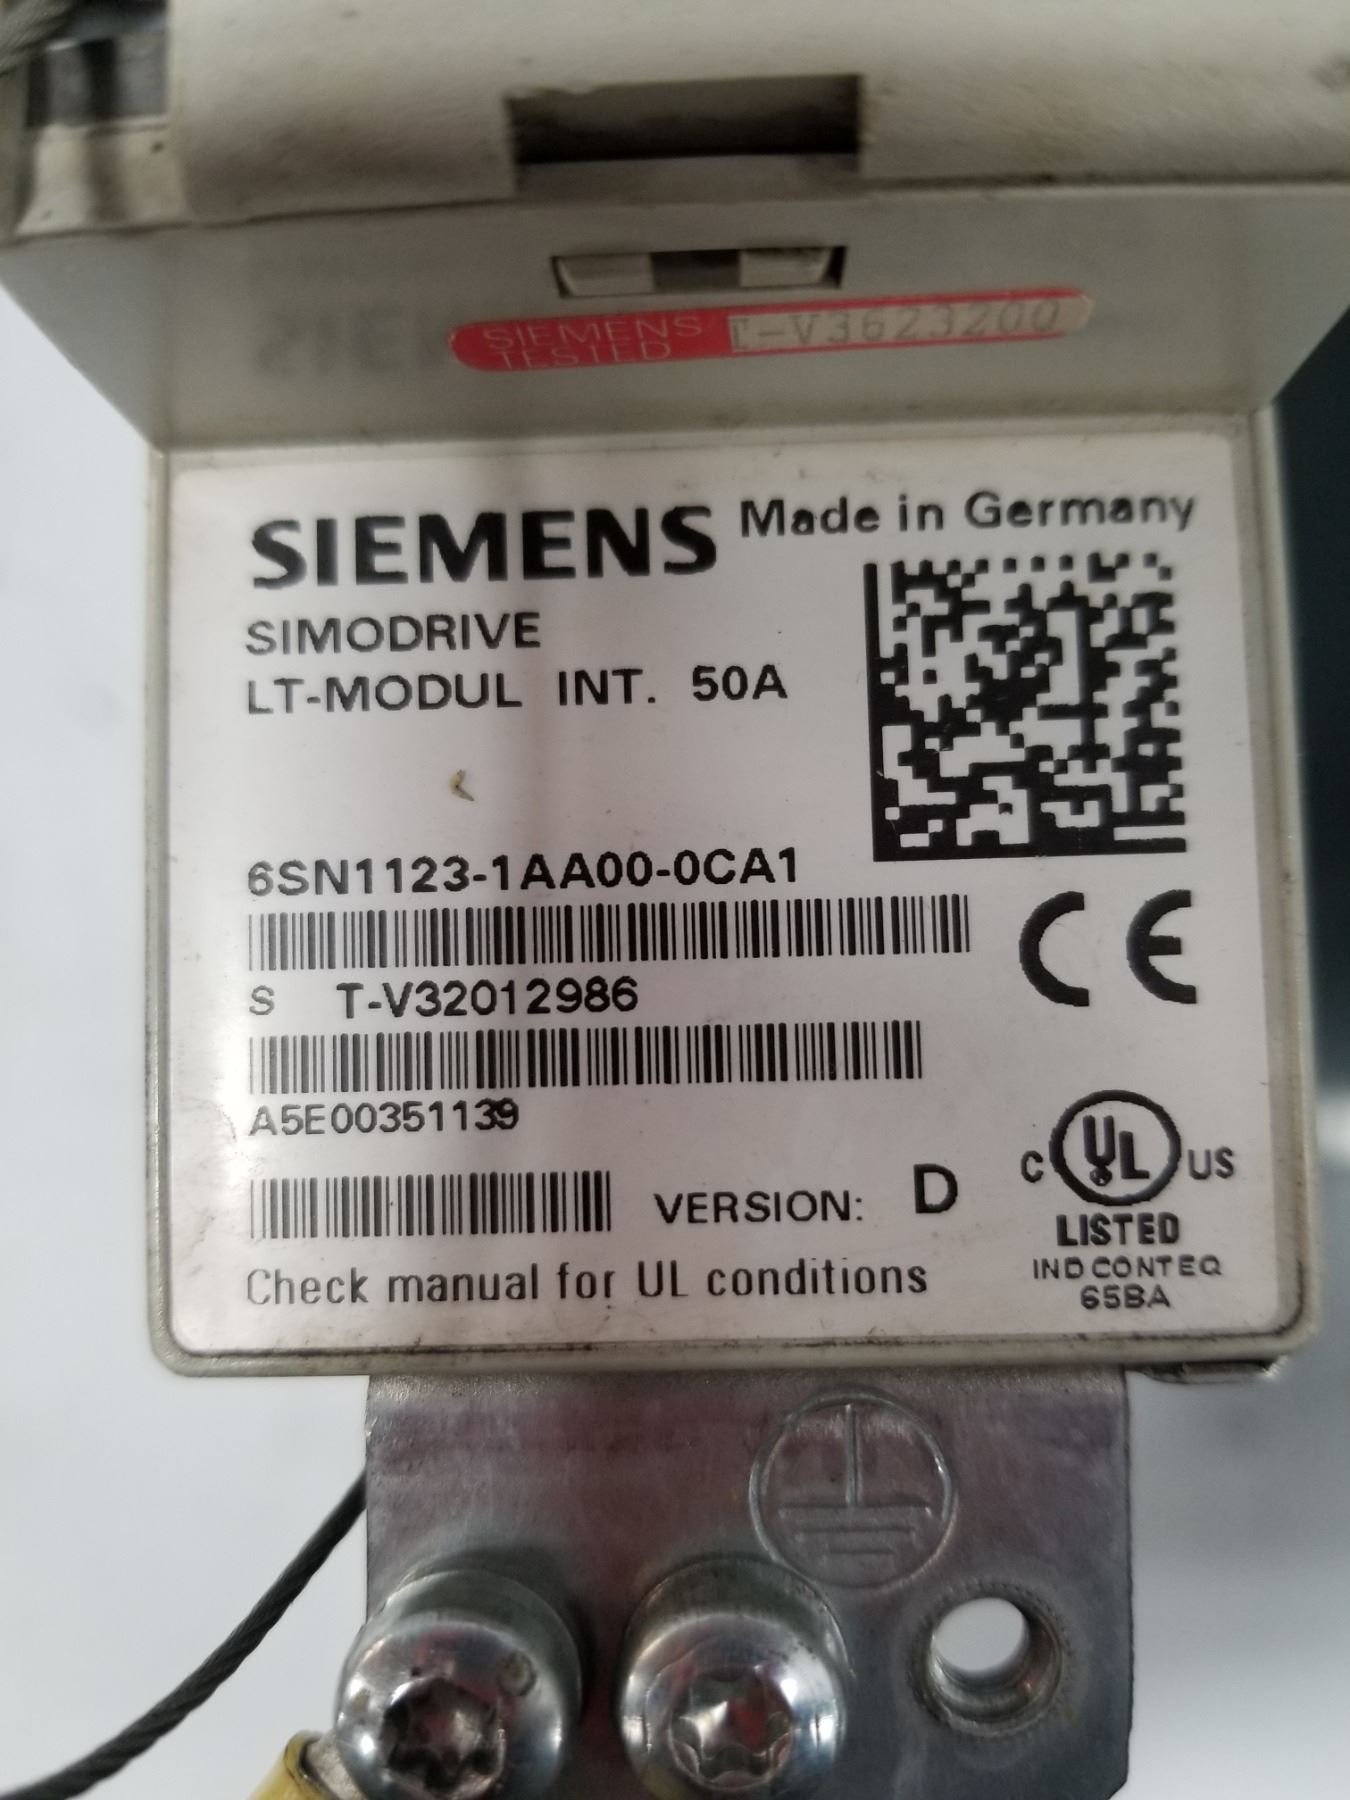 SIEMENS
TESTED
T-V3623200
SIEMENS
Made in Germany
SIMODRIVE
LT-MODUL INT. 50A
6SN1123-1AA00-0CA1
S T-V32012986
A5E00351139
VERSION: D
Check manual for UL conditions
CE
C UL US
LISTED
IND CONT EQ
65BA